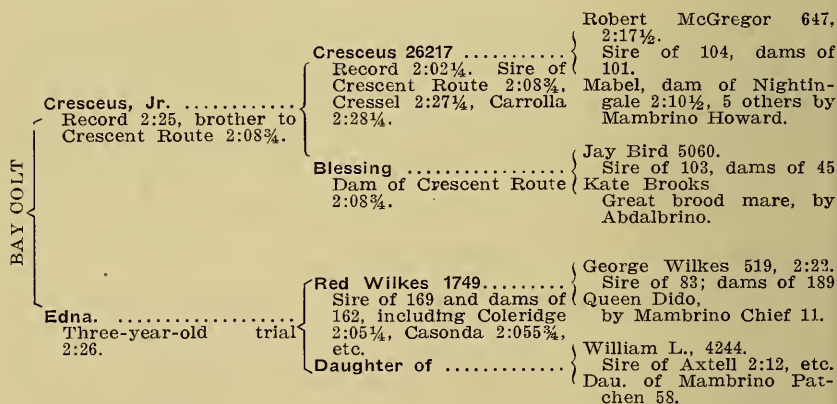 BAY COLT
Cresceus, Jr. ............
Record 2:25, brother to
Crescent Route 2:08¾.
Edna. ....................
Three-year-old trial
2:26.
Cresceus 26217 ..........
Record 2:02¼. Sire of
Crescent Route 2:08¾,
Cressel 2:27¼, Carrolla
2:28¼.
Blessing ................
Dam of Crescent Route
2:08¾.
Red Wilkes 1749.........
Sire of 169 and dams of
162, including Coleridge
2:05¼, Casonda 2:055¾,
etc.
Daughter of ............
Robert McGregor 647,
2:17½.
Sire of 104, dams of
101.
Mabel, dam of Nightin-
gale 2:10½, 5 others by
Mambrino Howard.
Jay Bird 5060.
Sire of 103, dams of 45
Kate Brooks
Great brood mare, by
Abdalbrino.
George Wilkes 519, 2:22.
Sire of 83; dams of 189
Queen Dido,
by Mambrino Chief 11.
William L., 4244.
Sire of Axtell 2:12, etc.
Dau. of Mambrino Pat-
chen 58.